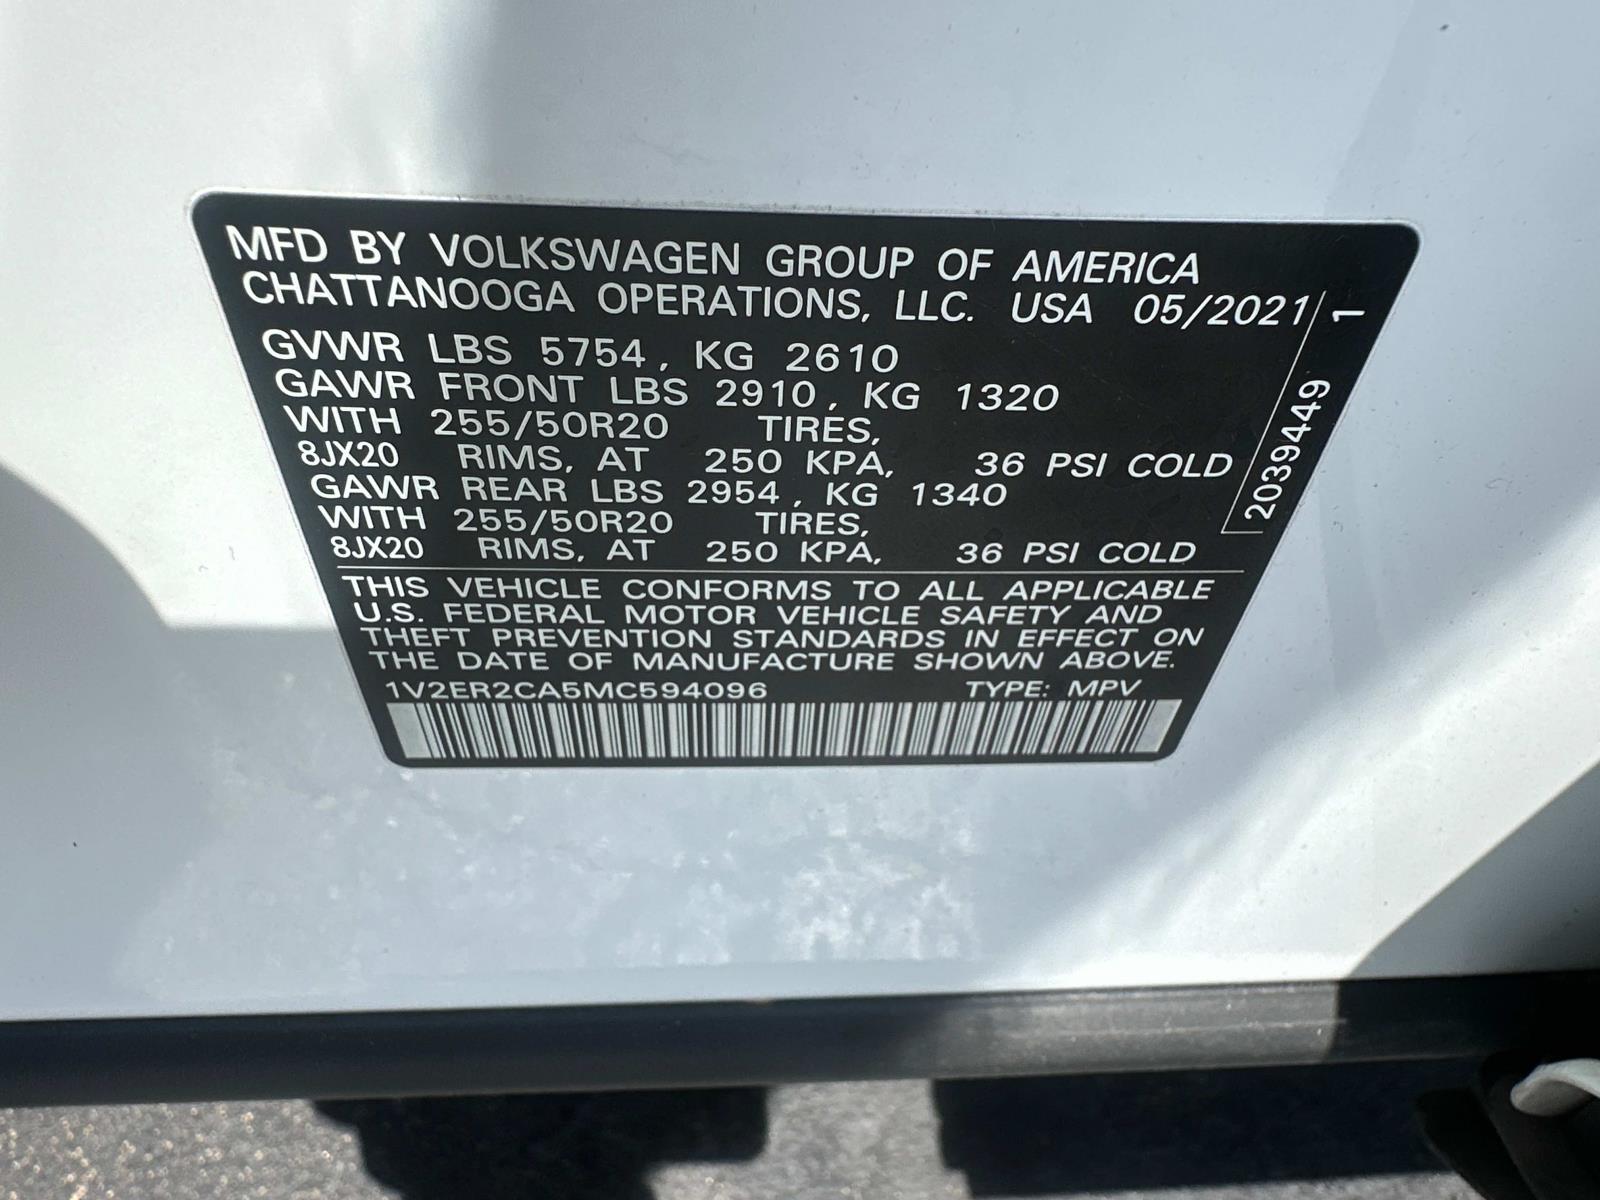 MFD BY VOLKSWAGEN GROUP OF AMERICA
CHATTANOOGA OPERATIONS, LLC. USA 05/2021
GVWR LBS 5754, KG 2610
GAWR FRONT LBS 2910, KG 1320
WITH 255/50R20 TIRES,
8JX20 RIMS, AT 250 KPA, 36 PSI COLD
GAWR REAR LBS 2954, KG 1340
WITH 255/50R20 TIRES,
8JX20 RIMS, AT 250 KPA, 36 PSI COLD
THIS VEHICLE CONFORMS TO ALL APPLICABLE
U.S. FEDERAL MOTOR VEHICLE SAFETY AND
THEFT PREVENTION STANDARDS IN EFFECT ON
THE DATE OF MANUFACTURE SHOWN ABOVE.
1V2ER2CA5MC594096 TYPE: MPV
2039449 1